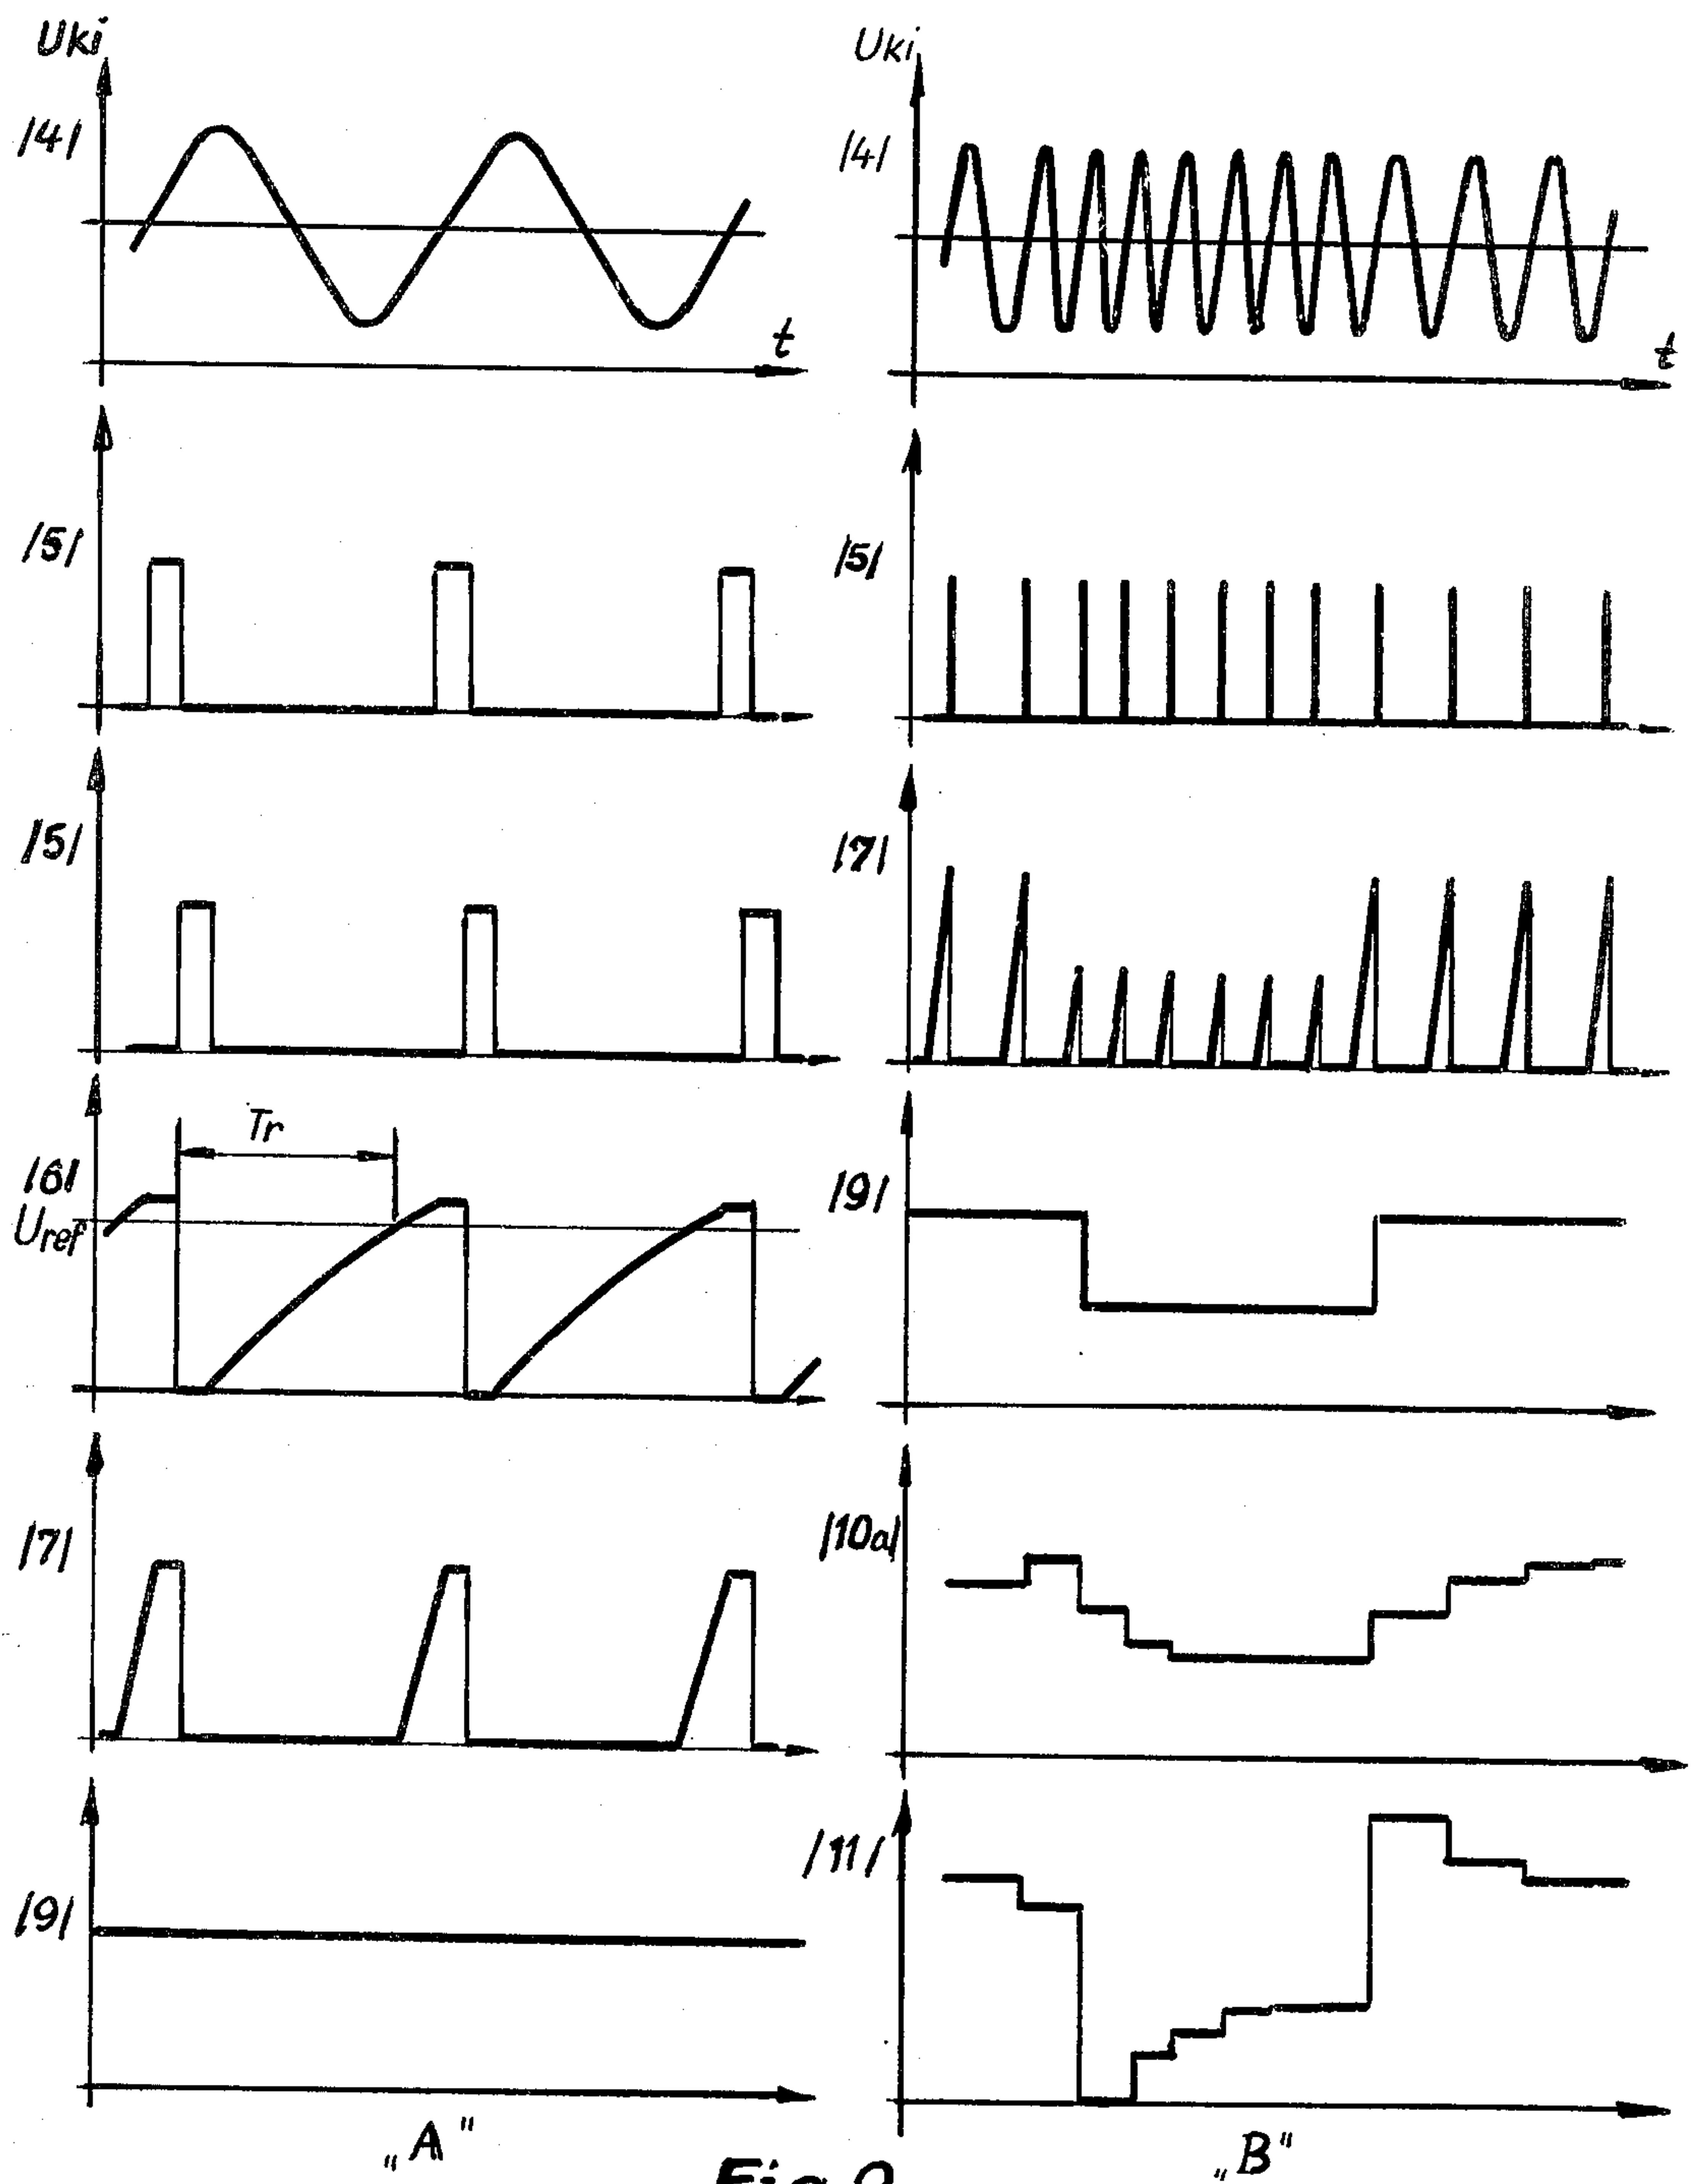 Uki
/4/
t
/5/
/5/
Tr
/6/
Uref
/7/
/9/
„A"
Uki
/4/
t
/5/
/7/
/9/
/10a/
/11/
„B"